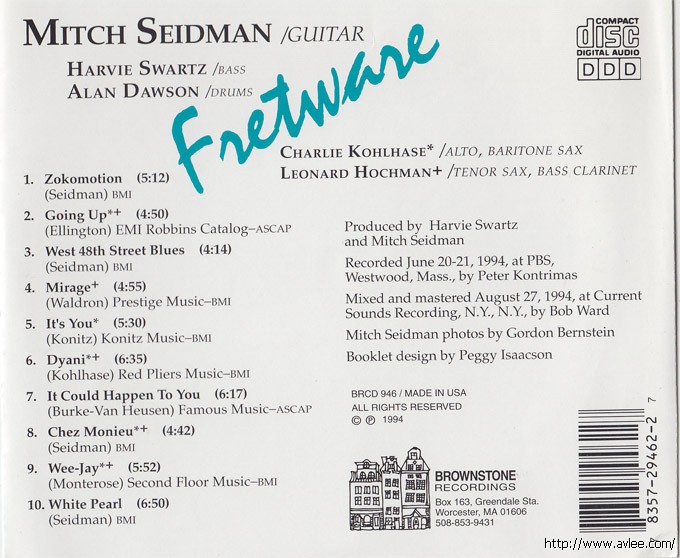 MITCH SEIDMAN /GUITAR
HARVIE SWARTZ /BASS
ALAN DAWSON /DRUMS
Fretware
COMPACT
disc
DIGITAL AUDIO
DDD
CHARLIE KOHLHASE* /ALTO, BARITONE SAX
LEONARD HOCHMAN+ /TENOR SAX, BASS CLARINET
1. Zokomotion (5:12)
(Seidman) BMI
2. Going Up*+ (4:50)
(Ellington) EMI Robbins Catalog–ASCAP
3. West 48th Street Blues (4:14)
(Seidman) BMI
4. Mirage+ (4:55)
(Waldron) Prestige Music–BMI
5. It's You* (5:30)
(Konitz) Konitz Music–BMI
6. Dyani*+ (6:35)
(Kohlhase) Red Pliers Music–BMI
7. It Could Happen To You (6:17)
(Burke-Van Heusen) Famous Music–ASCAP
8. Chez Monieu*+ (4:42)
(Seidman) BMI
9. Wee-Jay*+ (5:52)
(Monterose) Second Floor Music–BMI
10. White Pearl (6:50)
(Seidman) BMI
Produced by Harvie Swartz
and Mitch Seidman
Recorded June 20-21, 1994, at PBS,
Westwood, Mass., by Peter Kontrimas
Mixed and mastered August 27, 1994, at Current
Sounds Recording, N.Y., N.Y., by Bob Ward
Mitch Seidman photos by Gordon Bernstein
Booklet design by Peggy Isaacson
BRCD 946 / MADE IN USA
ALL RIGHTS RESERVED
© ℗ 1994
BROWNSTONE
RECORDINGS
Box 163, Greendale Sta.
Worcester, MA 01606
508-853-9431
8357-29462-2 7
http://www.avlee.com/